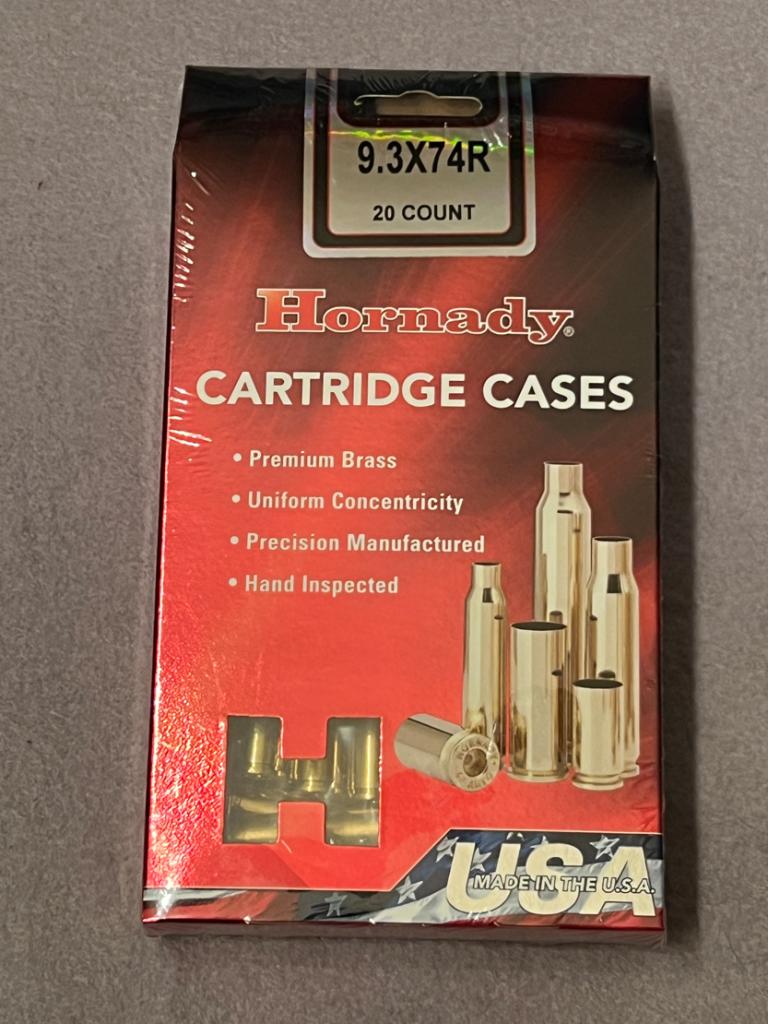 9.3X74R
20 COUNT
Hornady®
CARTRIDGE CASES
• Premium Brass
• Uniform Concentricity
• Precision Manufactured
• Hand Inspected
USA
MADE IN THE U.S.A.